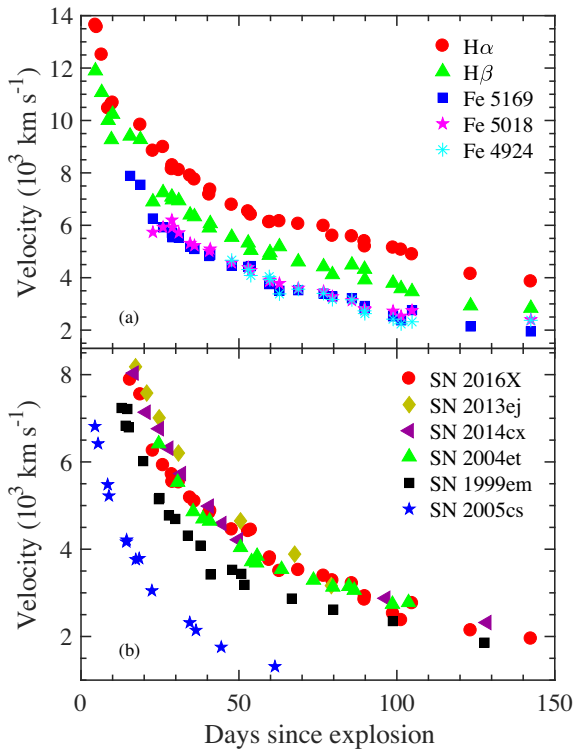 14
12
10
8
6
4
2
Velocity (10³ km s⁻¹)
Hα
Hβ
Fe 5169
Fe 5018
Fe 4924
(a)
8
6
4
2
Velocity (10³ km s⁻¹)
SN 2016X
SN 2013ej
SN 2014cx
SN 2004et
SN 1999em
SN 2005cs
(b)
0 50 100 150
Days since explosion